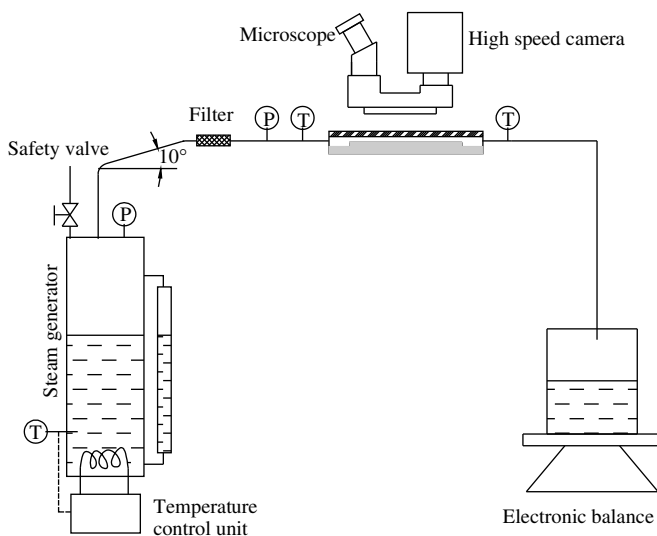 Microscope
High speed camera
Filter
P
T
T
Safety valve
10°
P
Steam generator
T
Temperature
control unit
Electronic balance